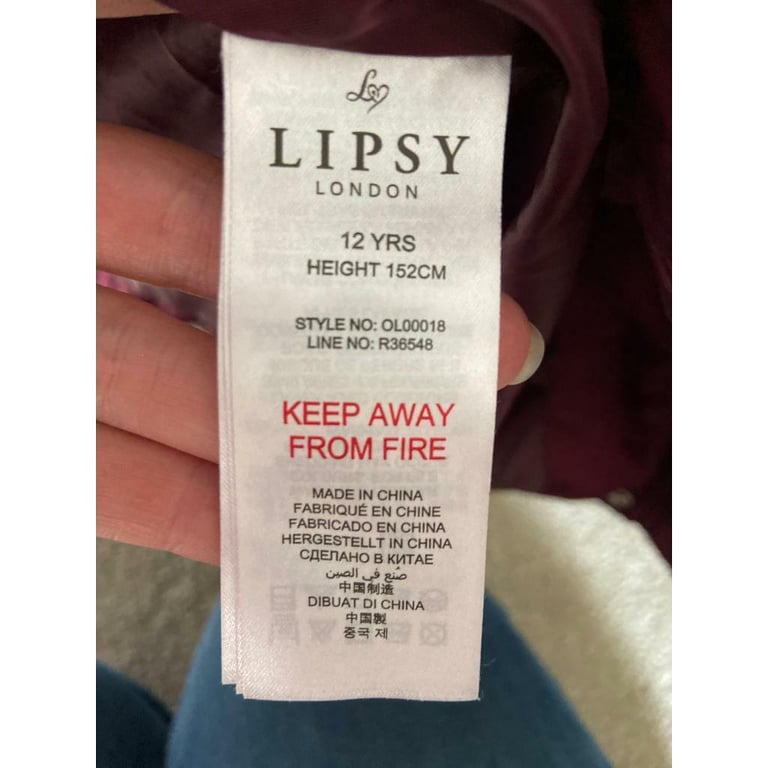 LIPSY
LONDON
12 YRS
HEIGHT 152CM
STYLE NO: OL00018
LINE NO: R36548
KEEP AWAY
FROM FIRE
MADE IN CHINA
FABRIQUÉ EN CHINE
FABRICADO EN CHINA
HERGESTELLT IN CHINA
СДЕЛАНО В КИТАЕ
صُنع في الصين
中国制造
DIBUAT DI CHINA
中国製
중국 제